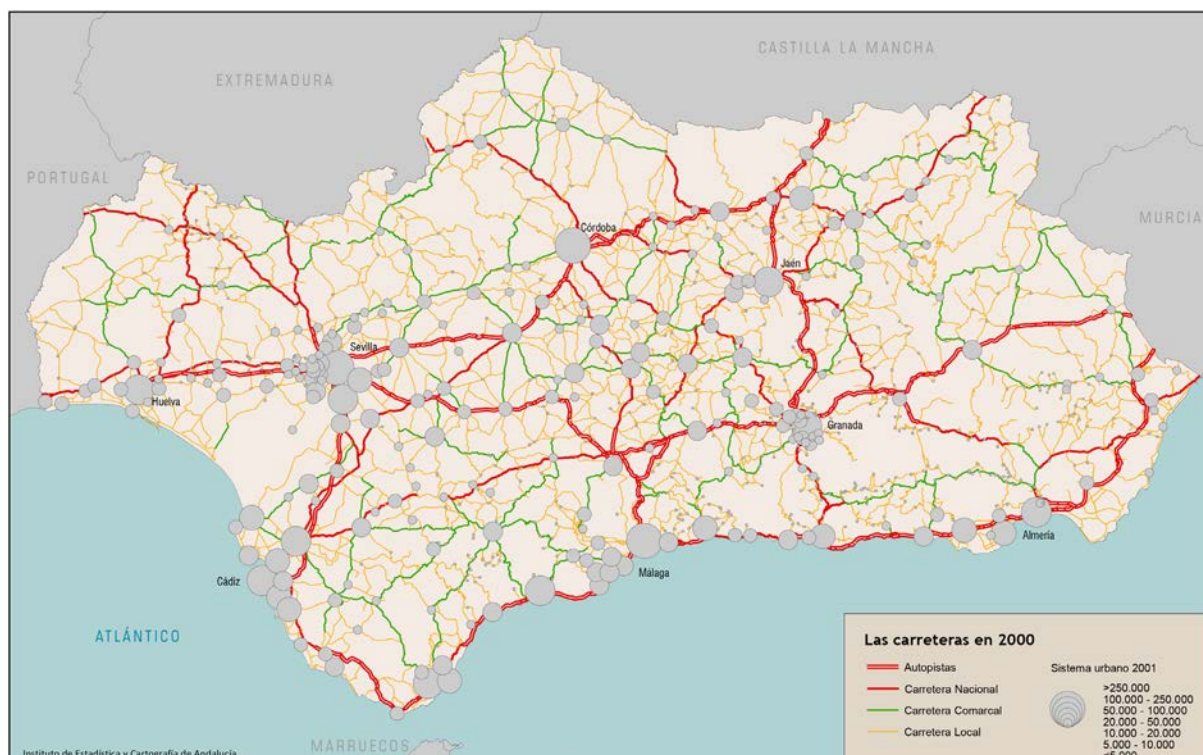 CASTILLA LA MANCHA
EXTREMADURA
PORTUGAL
MURCIA
Córdoba
Jaén
Sevilla
Huelva
Granada
Almería
Málaga
Cádiz
ATLÁNTICO
MARRUECOS
Las carreteras en 2000
Autopistas
Carretera Nacional
Carretera Comarcal
Carretera Local
Sistema urbano 2001
>250.000
100.000 - 250.000
50.000 - 100.000
20.000 - 50.000
10.000 - 20.000
5.000 - 10.000
<5.000
Instituto de Estadística y Cartografía de Andalucía